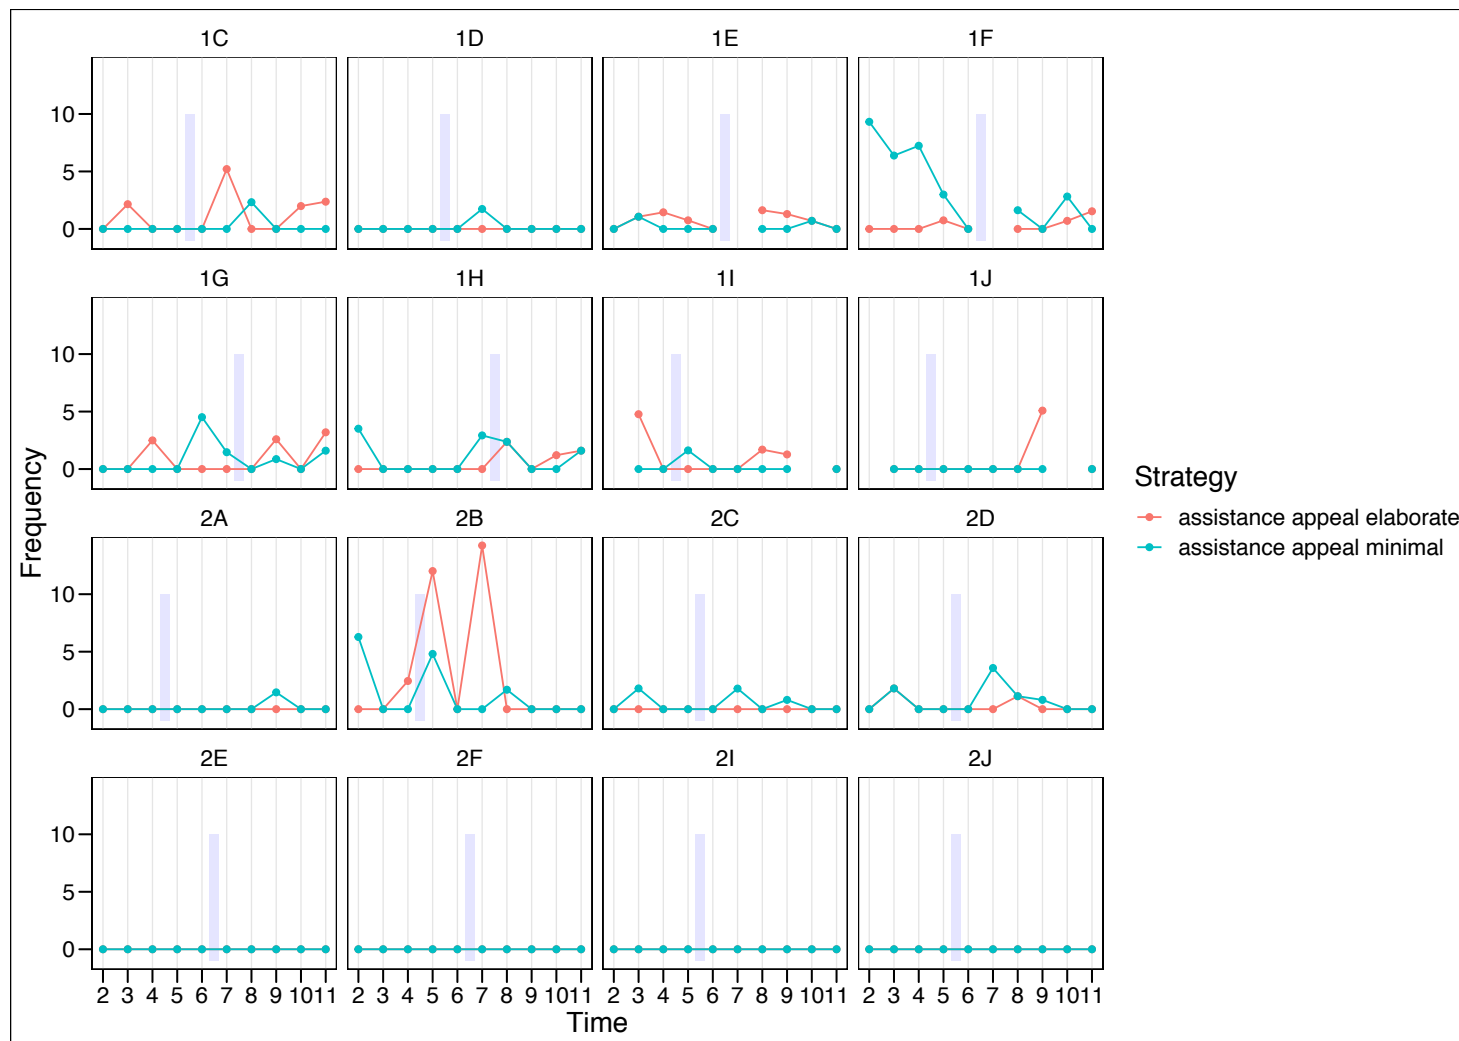 1C 1D 1E 1F
10
5
0
1G 1H 1I 1J
10
5
0
2A 2B 2C 2D
10
5
0
2E 2F 2I 2J
10
5
0
2 3 4 5 6 7 8 9 10 11 2 3 4 5 6 7 8 9 10 11 2 3 4 5 6 7 8 9 10 11 2 3 4 5 6 7 8 9 10 11
Time
Frequency
Strategy
assistance appeal elaborate
assistance appeal minimal